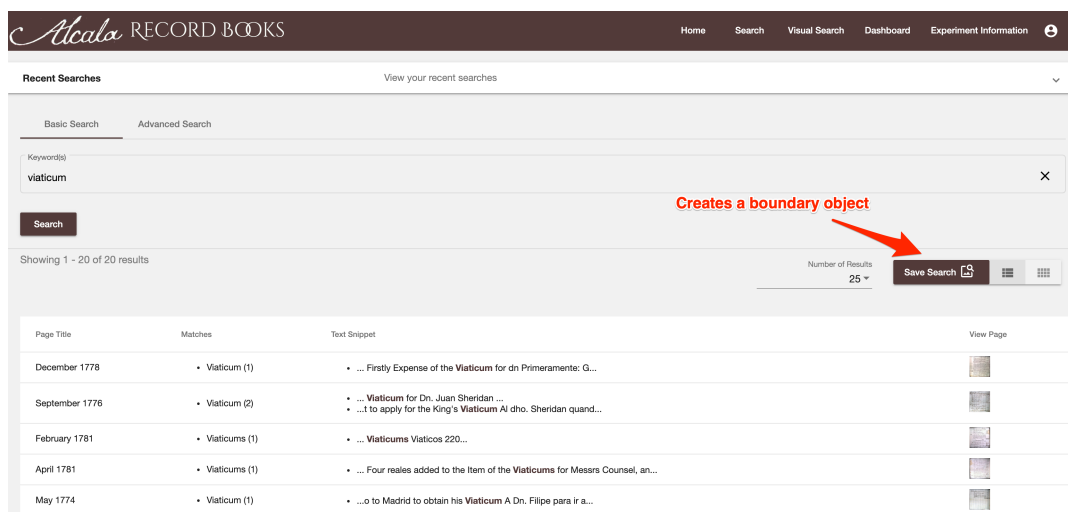 Alcala RECORD BOOKS
Home Search Visual Search Dashboard Experiment Information
Recent Searches View your recent searches
Basic Search Advanced Search
Keyword(s)
viaticum
Creates a boundary object
Search
Showing 1 - 20 of 20 results
Number of Results
25
Save Search
Page Title Matches Text Snippet View Page
December 1778 • Viaticum (1) • ... Firstly Expense of the Viaticum for dn Primeramente: G...
September 1776 • Viaticum (2) • ... Viaticum for Dn. Juan Sheridan ...
• ...t to apply for the King's Viaticum Al dho. Sheridan quand...
February 1781 • Viaticums (1) • ... Viaticums Viaticos 220...
April 1781 • Viaticums (1) • ... Four reales added to the Item of the Viaticums for Messrs Counsel, an...
May 1774 • Viaticum (1) • ...o to Madrid to obtain his Viaticum A Dn. Filipe para ir a...